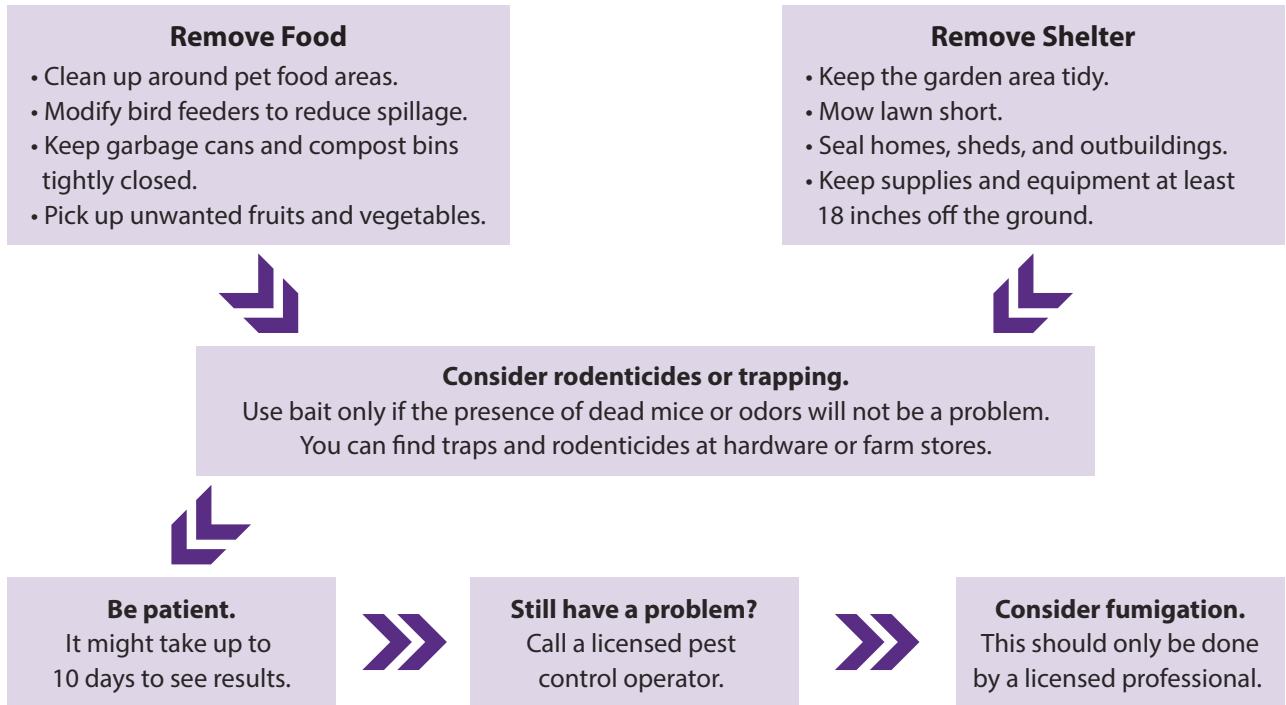 Remove Food
• Clean up around pet food areas.
• Modify bird feeders to reduce spillage.
• Keep garbage cans and compost bins
tightly closed.
• Pick up unwanted fruits and vegetables.
Remove Shelter
• Keep the garden area tidy.
• Mow lawn short.
• Seal homes, sheds, and outbuildings.
• Keep supplies and equipment at least
18 inches off the ground.
Consider rodenticides or trapping.
Use bait only if the presence of dead mice or odors will not be a problem.
You can find traps and rodenticides at hardware or farm stores.
Be patient.
It might take up to
10 days to see results.
Still have a problem?
Call a licensed pest
control operator.
Consider fumigation.
This should only be done
by a licensed professional.